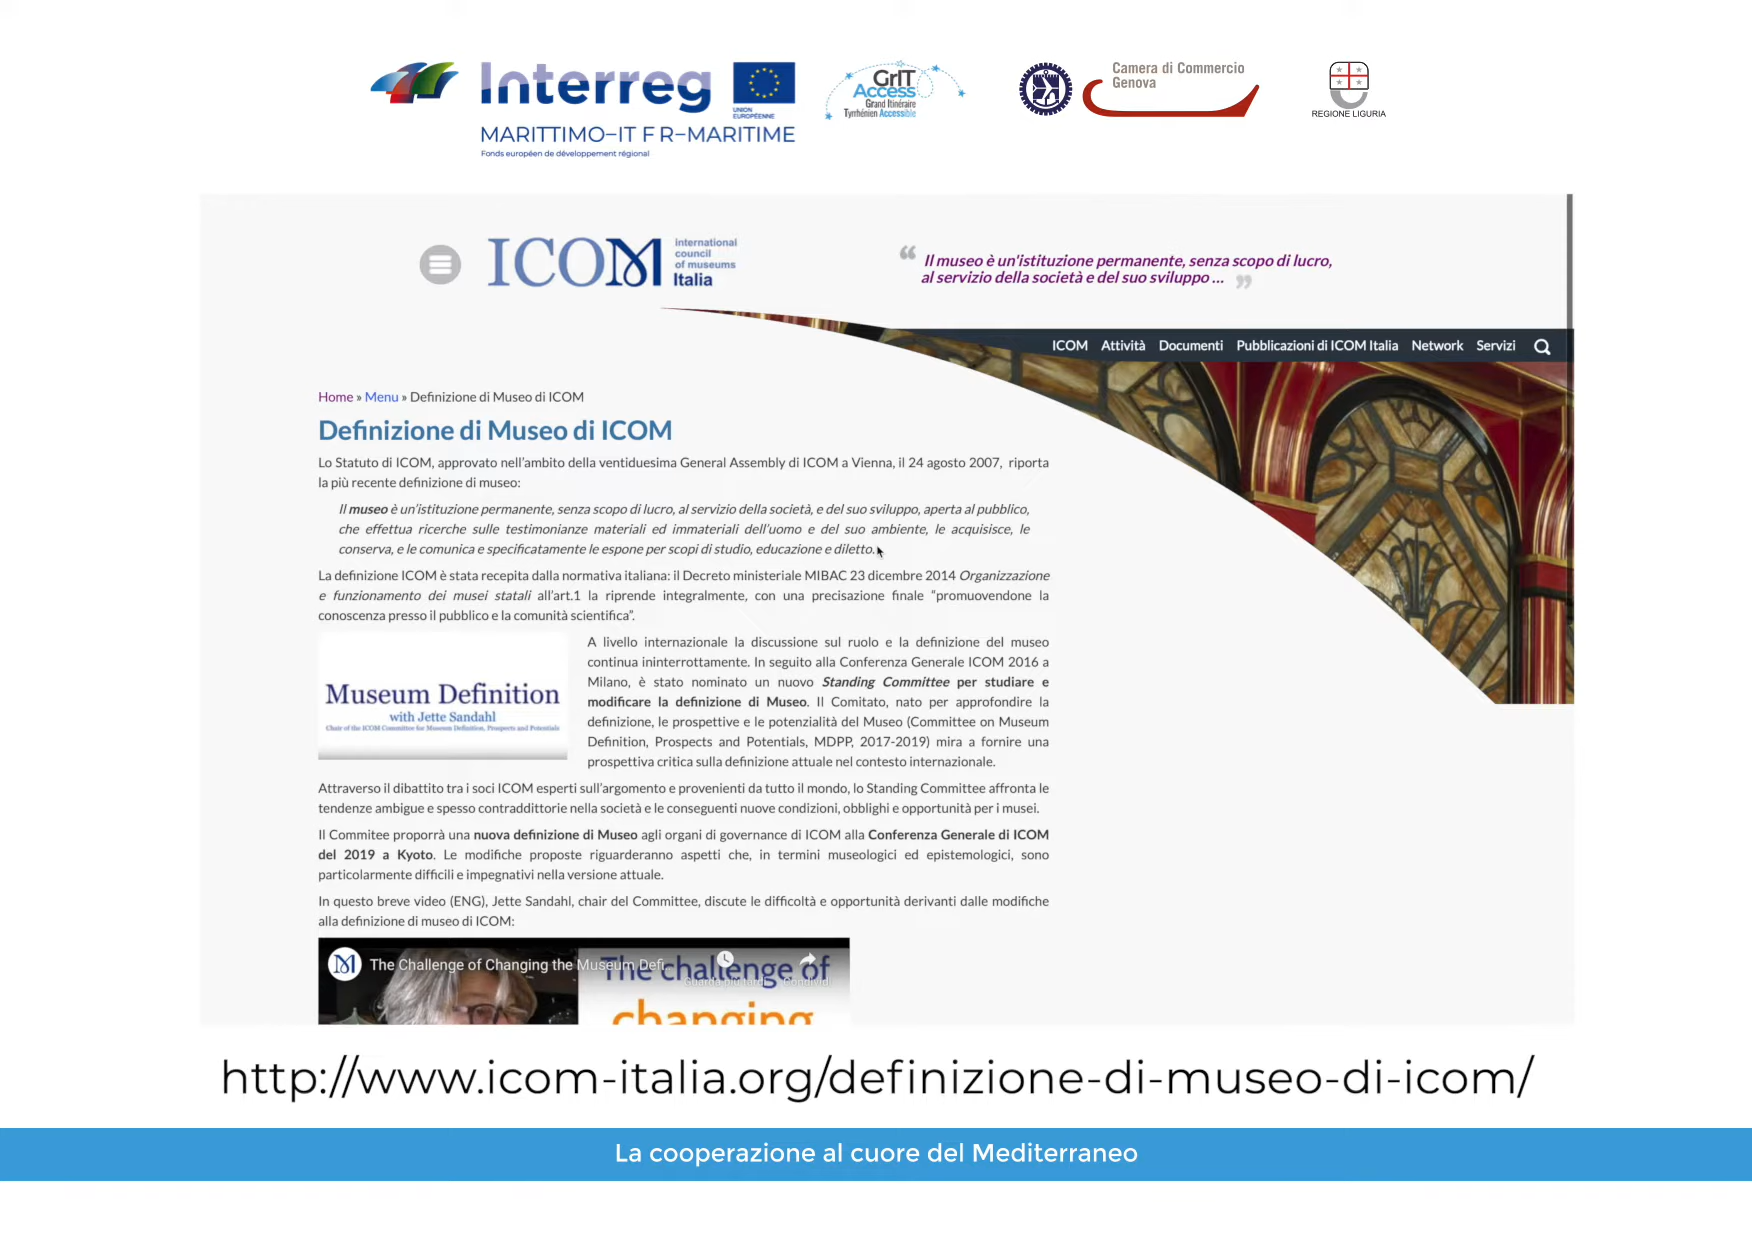 Interreg
UNION
EUROPÉENNE
MARITTIMO-IT FR-MARITIME
Fonds européen de développement régional
GrIT
Access
Grand Itinéraire
Tyrrhénien Accessible
Camera di Commercio
Genova
REGIONE LIGURIA
ICOM
international
council
of museums
Italia
“ Il museo è un'istituzione permanente, senza scopo di lucro,
al servizio della società e del suo sviluppo ... ”
ICOM Attività Documenti Pubblicazioni di ICOM Italia Network Servizi
Home » Menu » Definizione di Museo di ICOM
Definizione di Museo di ICOM
Lo Statuto di ICOM, approvato nell’ambito della ventiduesima General Assembly di ICOM a Vienna, il 24 agosto 2007, riporta
la più recente definizione di museo:
Il museo è un’istituzione permanente, senza scopo di lucro, al servizio della società, e del suo sviluppo, aperta al pubblico,
che effettua ricerche sulle testimonianze materiali ed immateriali dell’uomo e del suo ambiente, le acquisisce, le
conserva, e le comunica e specificatamente le espone per scopi di studio, educazione e diletto.
La definizione ICOM è stata recepita dalla normativa italiana: il Decreto ministeriale MIBAC 23 dicembre 2014 Organizzazione
e funzionamento dei musei statali all’art.1 la riprende integralmente, con una precisazione finale “promuovendone la
conoscenza presso il pubblico e la comunità scientifica”.
Museum Definition
with Jette Sandahl
Chair of the ICOM Committee for Museum Definition, Prospects and Potentials
A livello internazionale la discussione sul ruolo e la definizione del museo
continua ininterrottamente. In seguito alla Conferenza Generale ICOM 2016 a
Milano, è stato nominato un nuovo Standing Committee per studiare e
modificare la definizione di Museo. Il Comitato, nato per approfondire la
definizione, le prospettive e le potenzialità del Museo (Committee on Museum
Definition, Prospects and Potentials, MDPP, 2017-2019) mira a fornire una
prospettiva critica sulla definizione attuale nel contesto internazionale.
Attraverso il dibattito tra i soci ICOM esperti sull’argomento e provenienti da tutto il mondo, lo Standing Committee affronta le
tendenze ambigue e spesso contraddittorie nella società e le conseguenti nuove condizioni, obblighi e opportunità per i musei.
Il Commitee proporrà una nuova definizione di Museo agli organi di governance di ICOM alla Conferenza Generale di ICOM
del 2019 a Kyoto. Le modifiche proposte riguarderanno aspetti che, in termini museologici ed epistemologici, sono
particolarmente difficili e impegnativi nella versione attuale.
In questo breve video (ENG), Jette Sandahl, chair del Committee, discute le difficoltà e opportunità derivanti dalle modifiche
alla definizione di museo di ICOM:
The Challenge of Changing the Museum Defi...
The challenge of
Guarda più tardi Condividi
changing
http://www.icom-italia.org/definizione-di-museo-di-icom/
La cooperazione al cuore del Mediterraneo